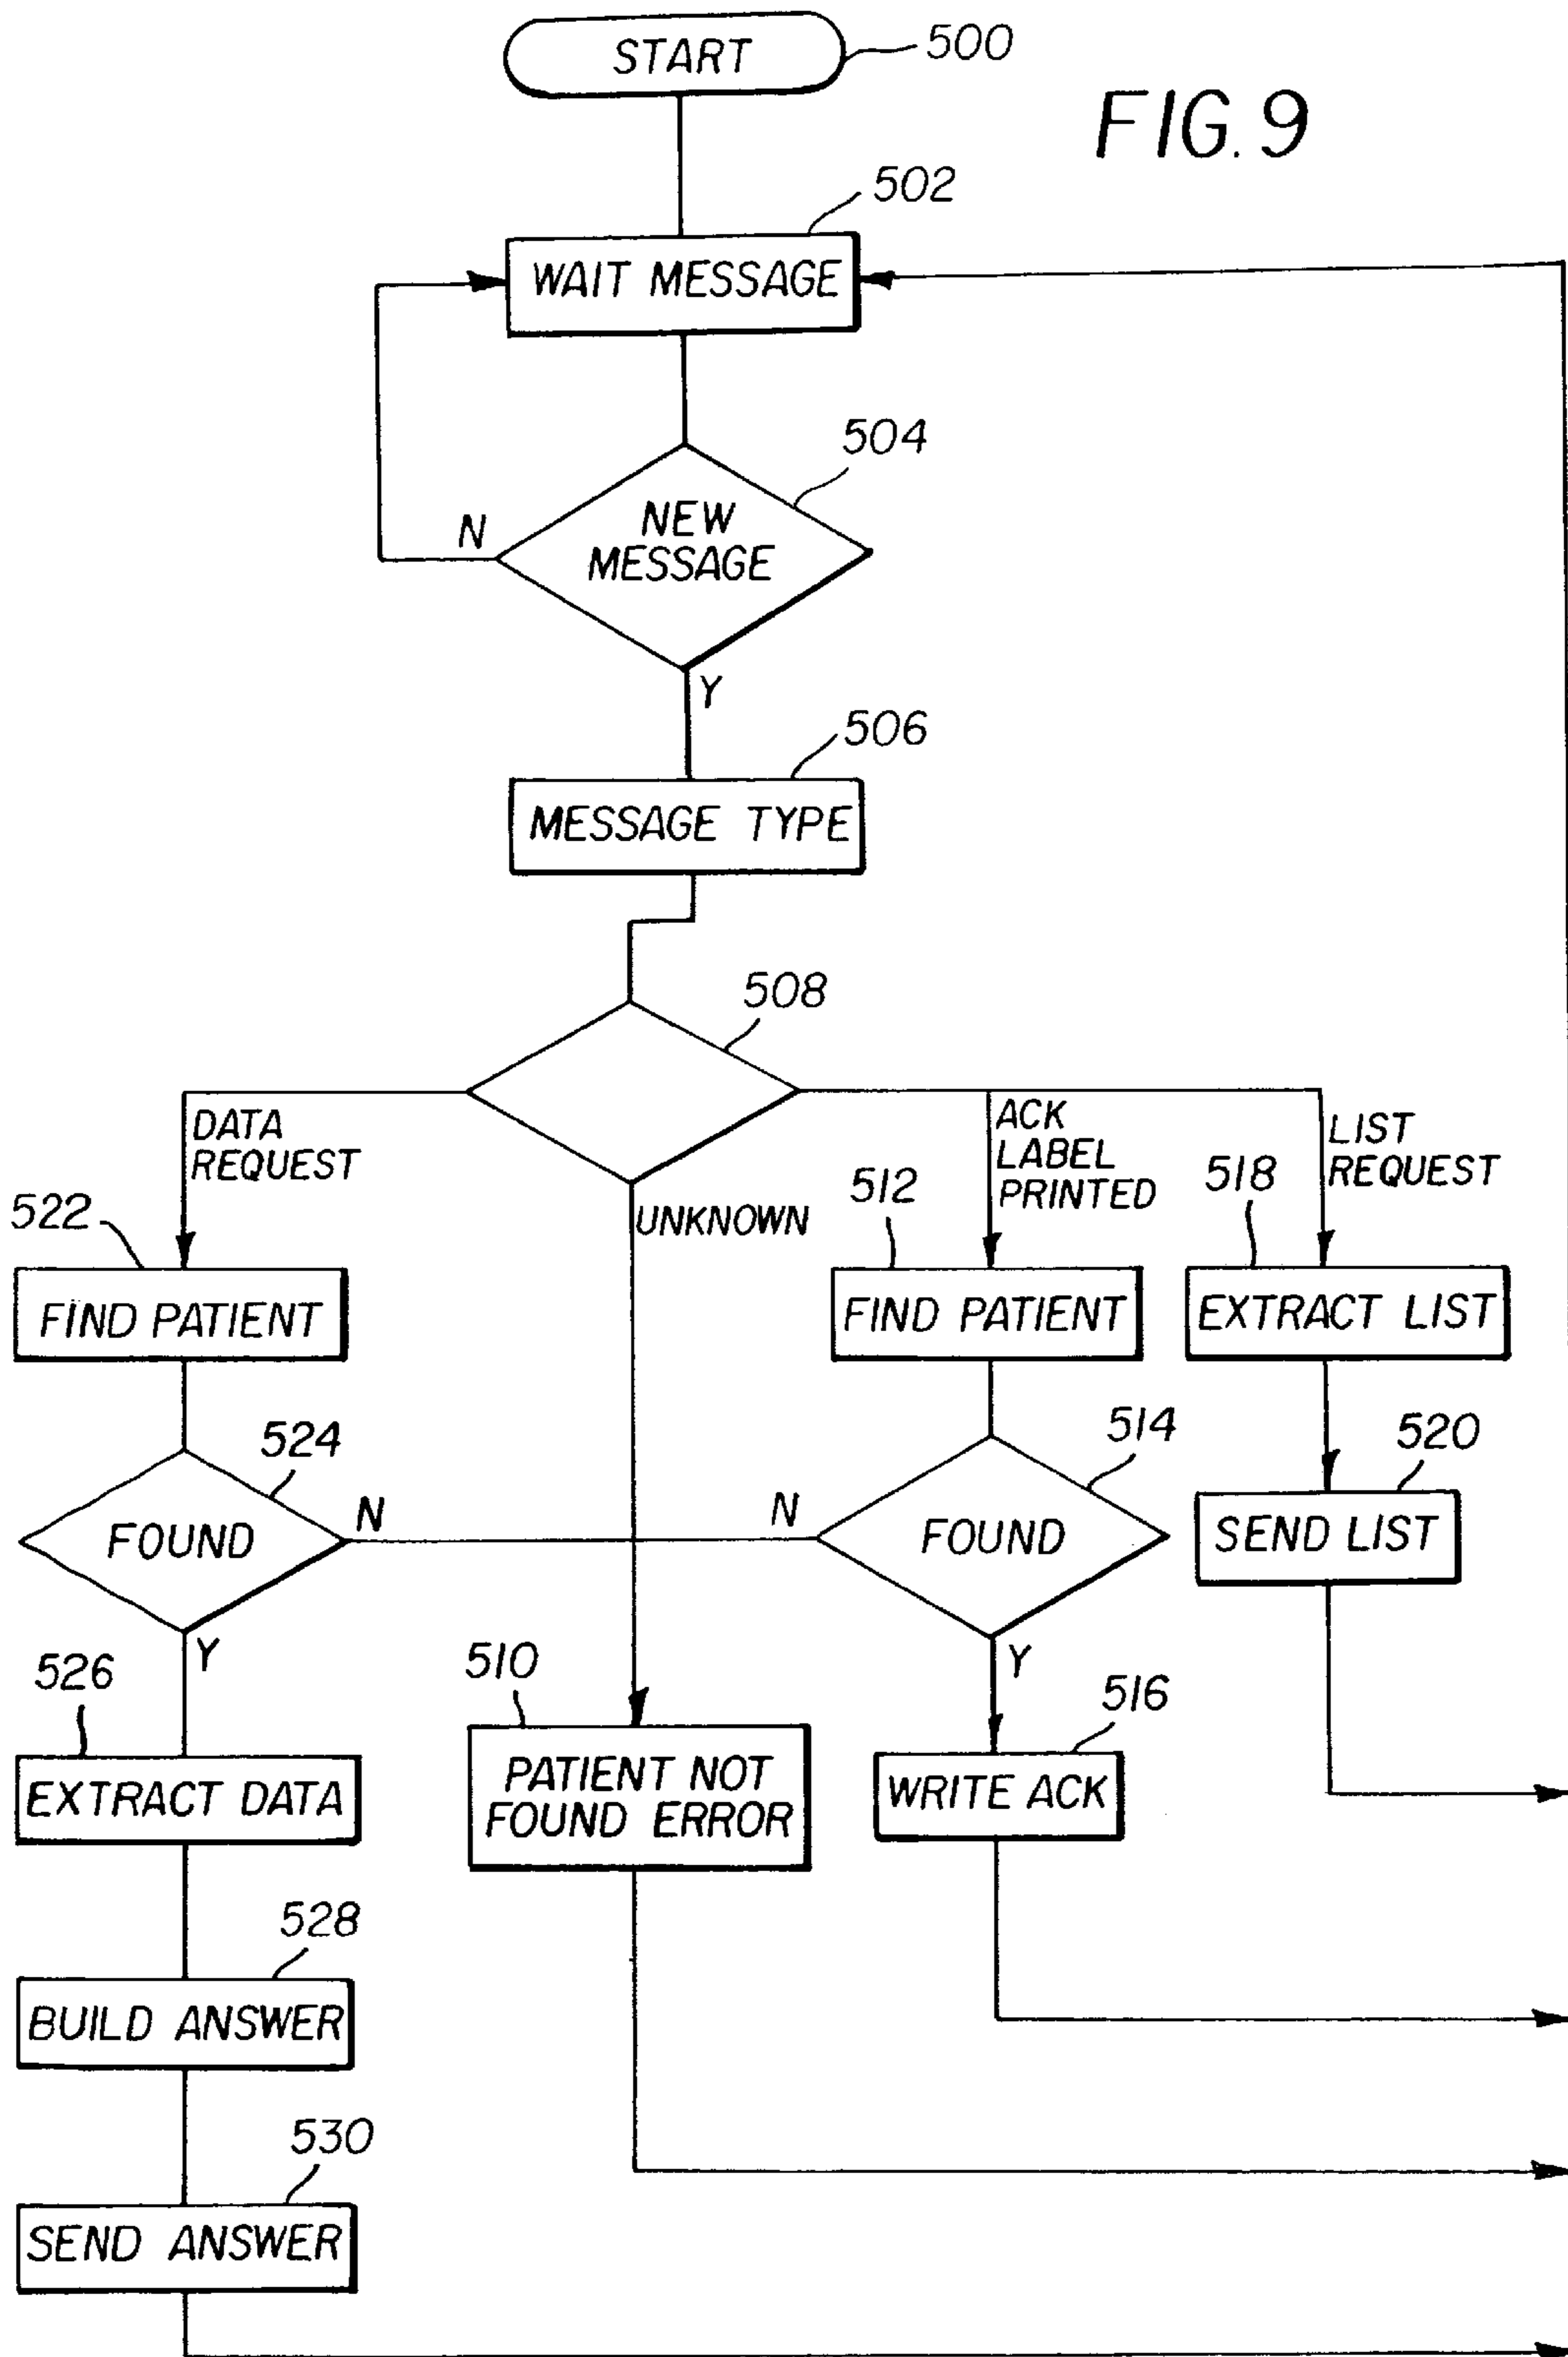 START
500
FIG. 9
502
WAIT MESSAGE
504
NEW
MESSAGE
N
Y
506
MESSAGE TYPE
508
DATA
REQUEST
UNKNOWN
ACK
LABEL
PRINTED
LIST
REQUEST
522
512
518
FIND PATIENT
FIND PATIENT
EXTRACT LIST
524
514
520
FOUND
N
N
FOUND
SEND LIST
Y
Y
526
510
516
EXTRACT DATA
PATIENT NOT
FOUND ERROR
WRITE ACK
528
BUILD ANSWER
530
SEND ANSWER